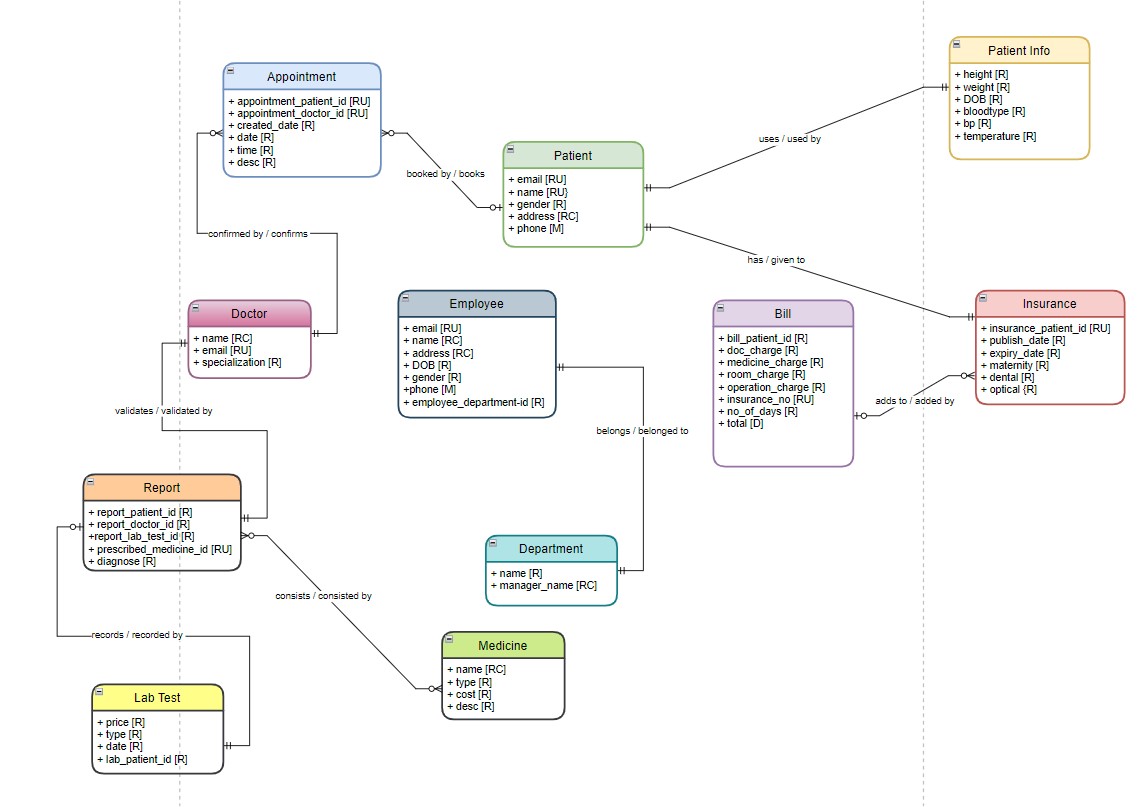 Patient Info
+ height [R]
+ weight [R]
+ DOB [R]
+ bloodtype [R]
+ bp [R]
+ temperature [R]
Appointment
+ appointment_patient_id [RU]
+ appointment_doctor_id [RU]
+ created_date [R]
+ date [R]
+ time [R]
+ desc [R]
uses / used by
Patient
+ email [RU]
+ name [RU}
+ gender [R]
+ address [RC]
+ phone [M]
booked by / books
confirmed by / confirms
has / given to
Doctor
+ name [RC]
+ email [RU]
+ specialization [R]
Employee
+ email [RU]
+ name [RC]
+ address [RC]
+ DOB [R]
+ gender [R]
+phone [M]
+ employee_department-id [R]
Bill
+ bill_patient_id [R]
+ doc_charge [R]
+ medicine_charge [R]
+ room_charge [R]
+ operation_charge [R]
+ insurance_no [RU]
+ no_of_days [R]
+ total [D]
Insurance
+ insurance_patient_id [RU]
+ publish_date [R]
+ expiry_date [R]
+ maternity [R]
+ dental [R]
+ optical {R]
adds to / added by
validates / validated by
belongs / belonged to
Report
+ report_patient_id [R]
+ report_doctor_id [R]
+report_lab_test_id [R]
+ prescribed_medicine_id [RU]
+ diagnose [R]
Department
+ name [R]
+ manager_name [RC]
consists / consisted by
records / recorded by
Medicine
+ name [RC]
+ type [R]
+ cost [R]
+ desc [R]
Lab Test
+ price [R]
+ type [R]
+ date [R]
+ lab_patient_id [R]